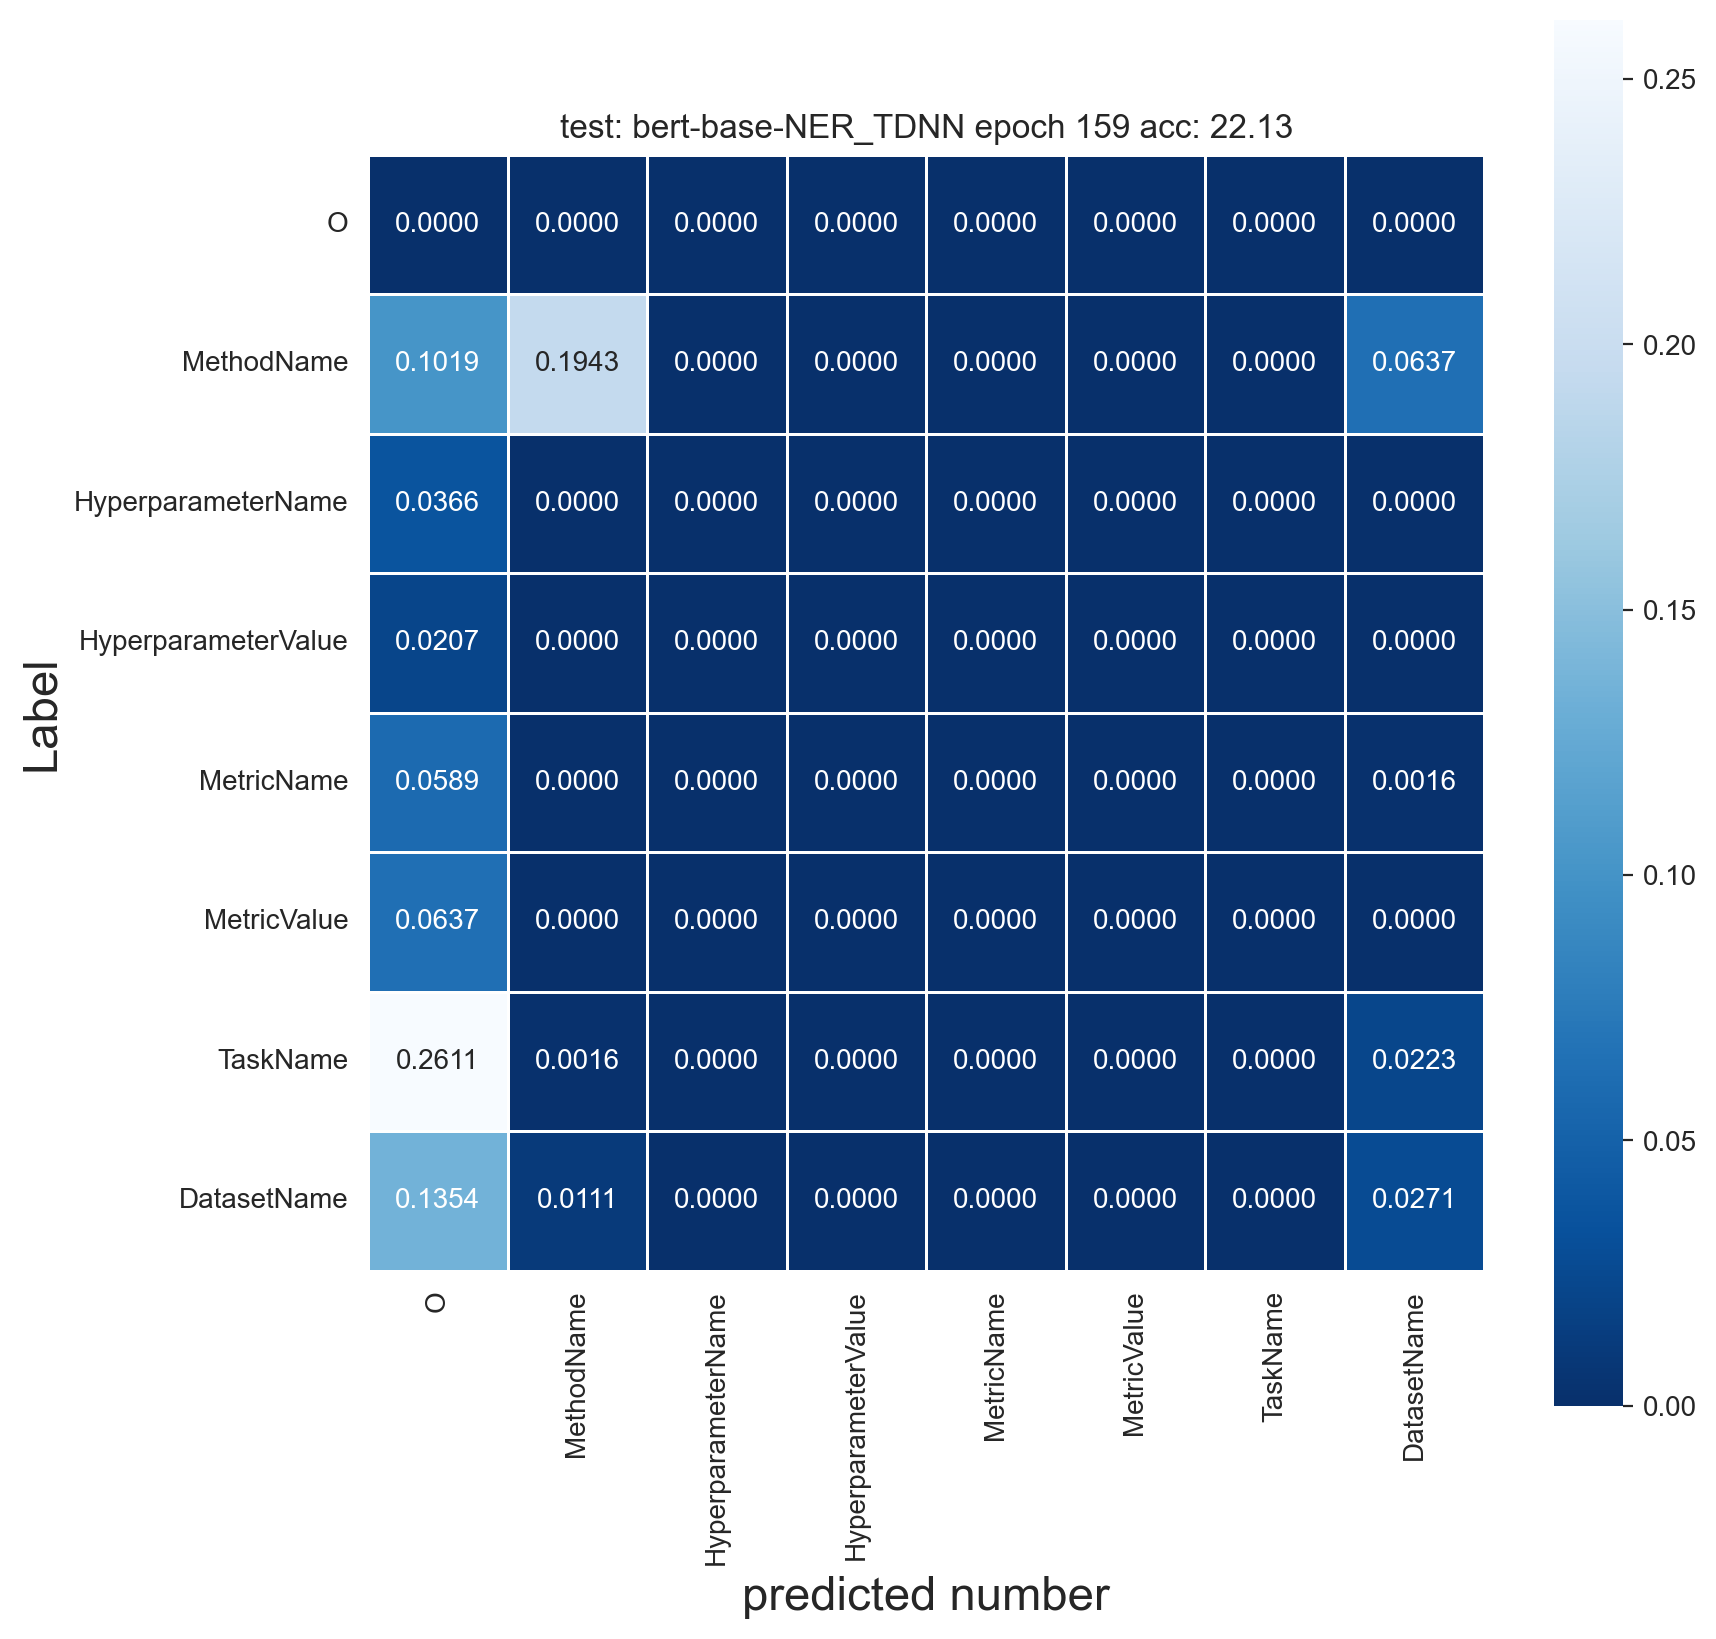 test: bert-base-NER_TDNN epoch 159 acc: 22.13
Label
O 0.0000 0.0000 0.0000 0.0000 0.0000 0.0000 0.0000 0.0000
MethodName 0.1019 0.1943 0.0000 0.0000 0.0000 0.0000 0.0000 0.0637
HyperparameterName 0.0366 0.0000 0.0000 0.0000 0.0000 0.0000 0.0000 0.0000
HyperparameterValue 0.0207 0.0000 0.0000 0.0000 0.0000 0.0000 0.0000 0.0000
MetricName 0.0589 0.0000 0.0000 0.0000 0.0000 0.0000 0.0000 0.0016
MetricValue 0.0637 0.0000 0.0000 0.0000 0.0000 0.0000 0.0000 0.0000
TaskName 0.2611 0.0016 0.0000 0.0000 0.0000 0.0000 0.0000 0.0223
DatasetName 0.1354 0.0111 0.0000 0.0000 0.0000 0.0000 0.0000 0.0271
O
MethodName
HyperparameterName
HyperparameterValue
MetricName
MetricValue
TaskName
DatasetName
predicted number
0.25
0.20
0.15
0.10
0.05
0.00